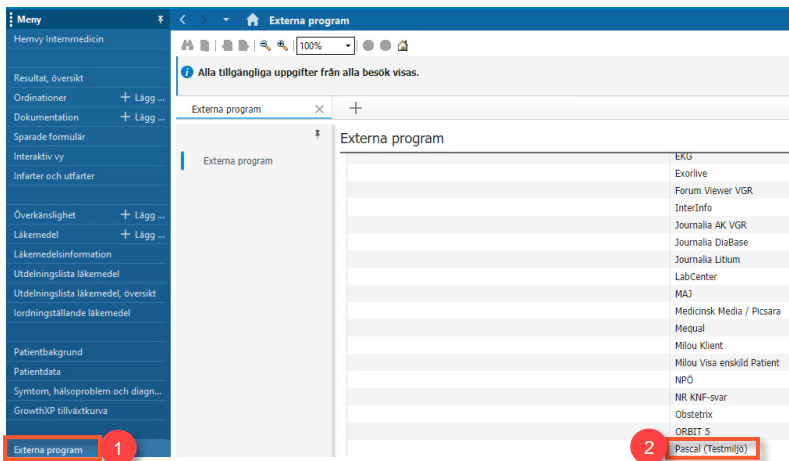 Meny
Hemvy Internmedicin
Resultat, översikt
Ordinationer + Lägg ...
Dokumentation + Lägg ...
Sparade formulär
Interaktiv vy
Infarter och utfarter
Överkänslighet + Lägg ...
Läkemedel + Lägg ...
Läkemedelsinformation
Utdelningslista läkemedel
Utdelningslista läkemedel, översikt
Iordningställande läkemedel
Patientbakgrund
Patientdata
Symtom, hälsoproblem och diagn...
GrowthXP tillväxtkurva
Externa program 1
Externa program
100%
Alla tillgängliga uppgifter från alla besök visas.
Externa program
Externa program
Externa program
EKG
Exorlive
Forum Viewer VGR
InterInfo
Journalia AK VGR
Journalia DiaBase
Journalia Litium
LabCenter
MAJ
Medicinsk Media / Picsara
Mequal
Milou Klient
Milou Visa enskild Patient
NPÖ
NR KNF-svar
Obstetrix
ORBIT 5
2 Pascal (Testmiljö)